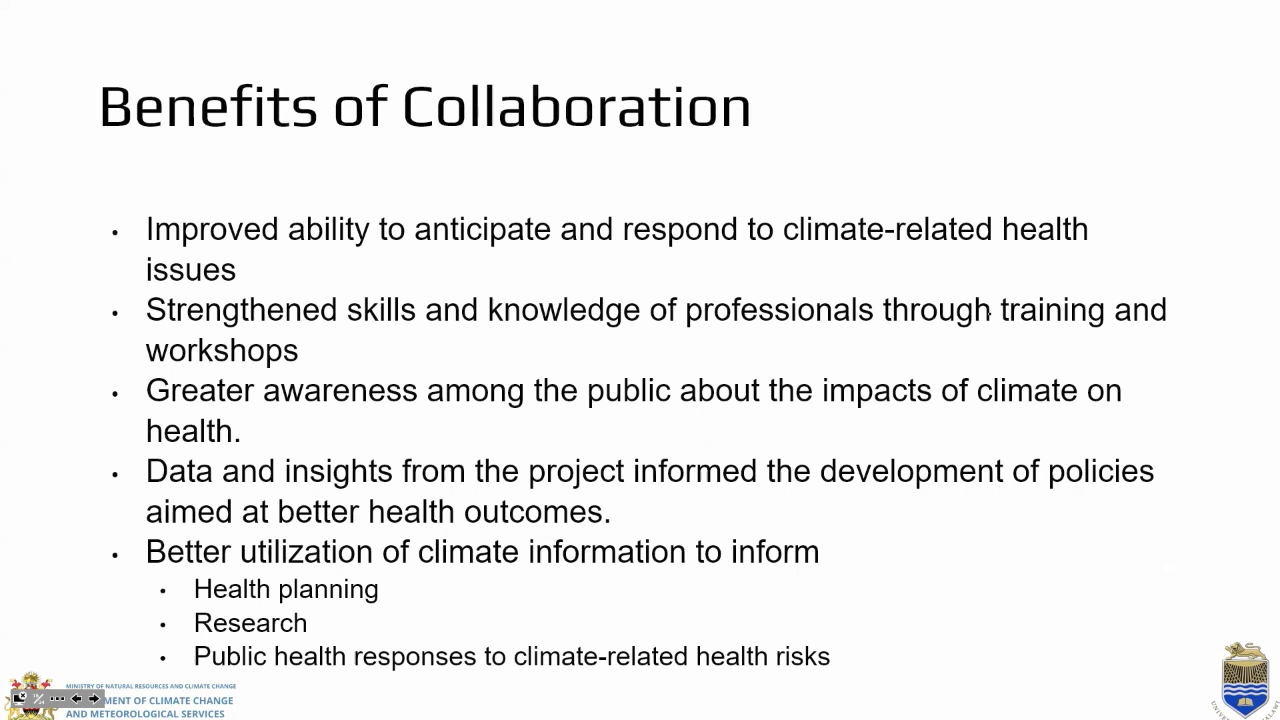 Benefits of Collaboration
• Improved ability to anticipate and respond to climate-related health
issues
• Strengthened skills and knowledge of professionals through training and
workshops
• Greater awareness among the public about the impacts of climate on
health.
• Data and insights from the project informed the development of policies
aimed at better health outcomes.
• Better utilization of climate information to inform
• Health planning
• Research
• Public health responses to climate-related health risks
MINISTRY OF NATURAL RESOURCES AND CLIMATE CHANGE
OF CLIMATE CHANGE
AND METEOROLOGICAL SERVICES